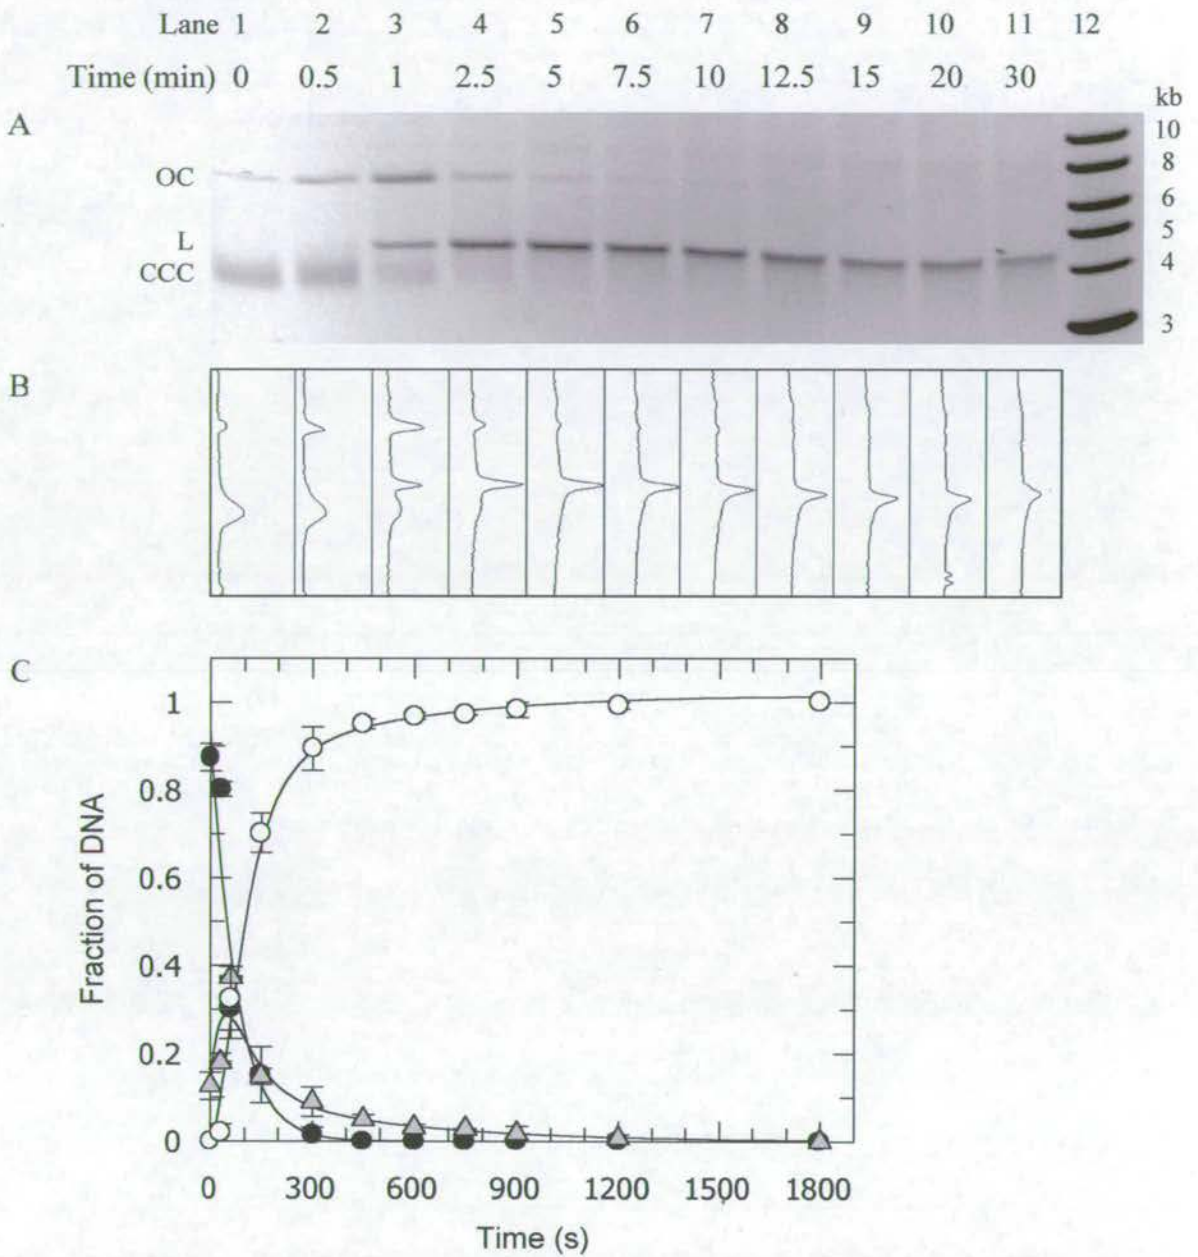 Lane 1 2 3 4 5 6 7 8 9 10 11 12
Time (min) 0 0.5 1 2.5 5 7.5 10 12.5 15 20 30
kb
A
10
OC
8
6
L
5
CCC
4
3
B
C
1
0.8
0.6
0.4
0.2
0
Fraction of DNA
0 300 600 900 1200 1500 1800
Time (s)